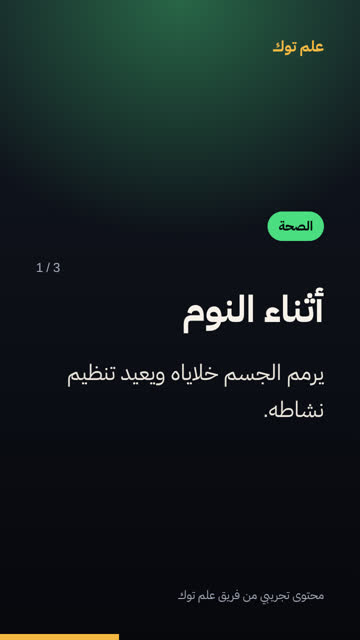 علم توك
الصحة
1 / 3
أثناء النوم
يرمم الجسم خلاياه ويعيد تنظيم
نشاطه.
محتوى تجريبي من فريق علم توك